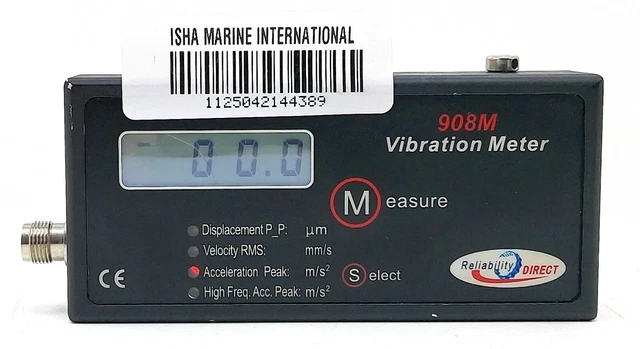 ISHA MARINE INTERNATIONAL
1125042144389
908M
Vibration Meter
00.0
Measure
Displacement P_P: μm
Velocity RMS: mm/s
Acceleration Peak: m/s²
High Freq. Acc. Peak: m/s²
Select
CE
Reliability DIRECT